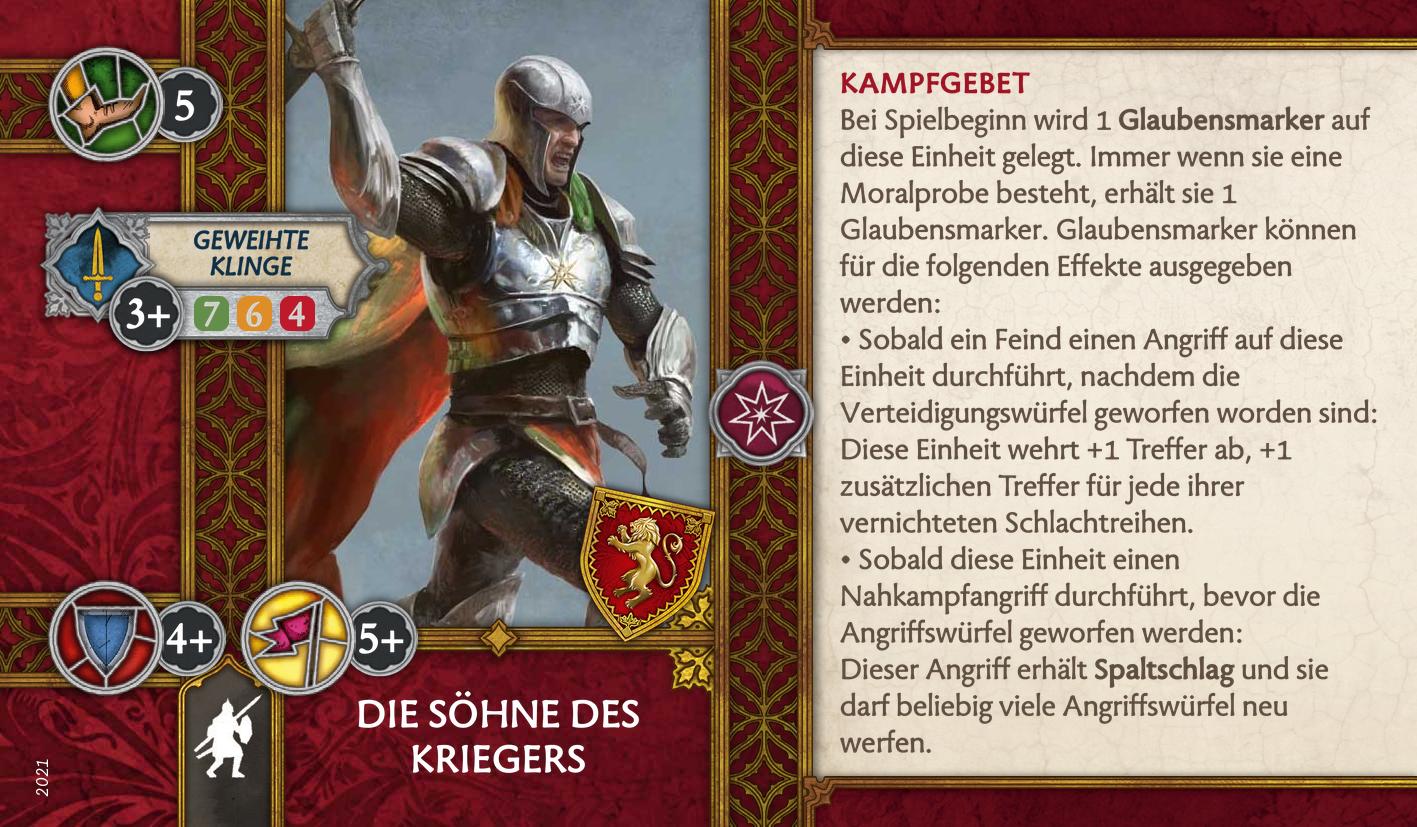 5
GEWEIHTE
KLINGE
3+ 7 6 4
4+ 5+
DIE SÖHNE DES
KRIEGERS
2021
KAMPFGEBET
Bei Spielbeginn wird 1 Glaubensmarker auf
diese Einheit gelegt. Immer wenn sie eine
Moralprobe besteht, erhält sie 1
Glaubensmarker. Glaubensmarker können
für die folgenden Effekte ausgegeben
werden:
• Sobald ein Feind einen Angriff auf diese
Einheit durchführt, nachdem die
Verteidigungswürfel geworfen worden sind:
Diese Einheit wehrt +1 Treffer ab, +1
zusätzlichen Treffer für jede ihrer
vernichteten Schlachtreihen.
• Sobald diese Einheit einen
Nahkampfangriff durchführt, bevor die
Angriffswürfel geworfen werden:
Dieser Angriff erhält Spaltschlag und sie
darf beliebig viele Angriffswürfel neu
werfen.